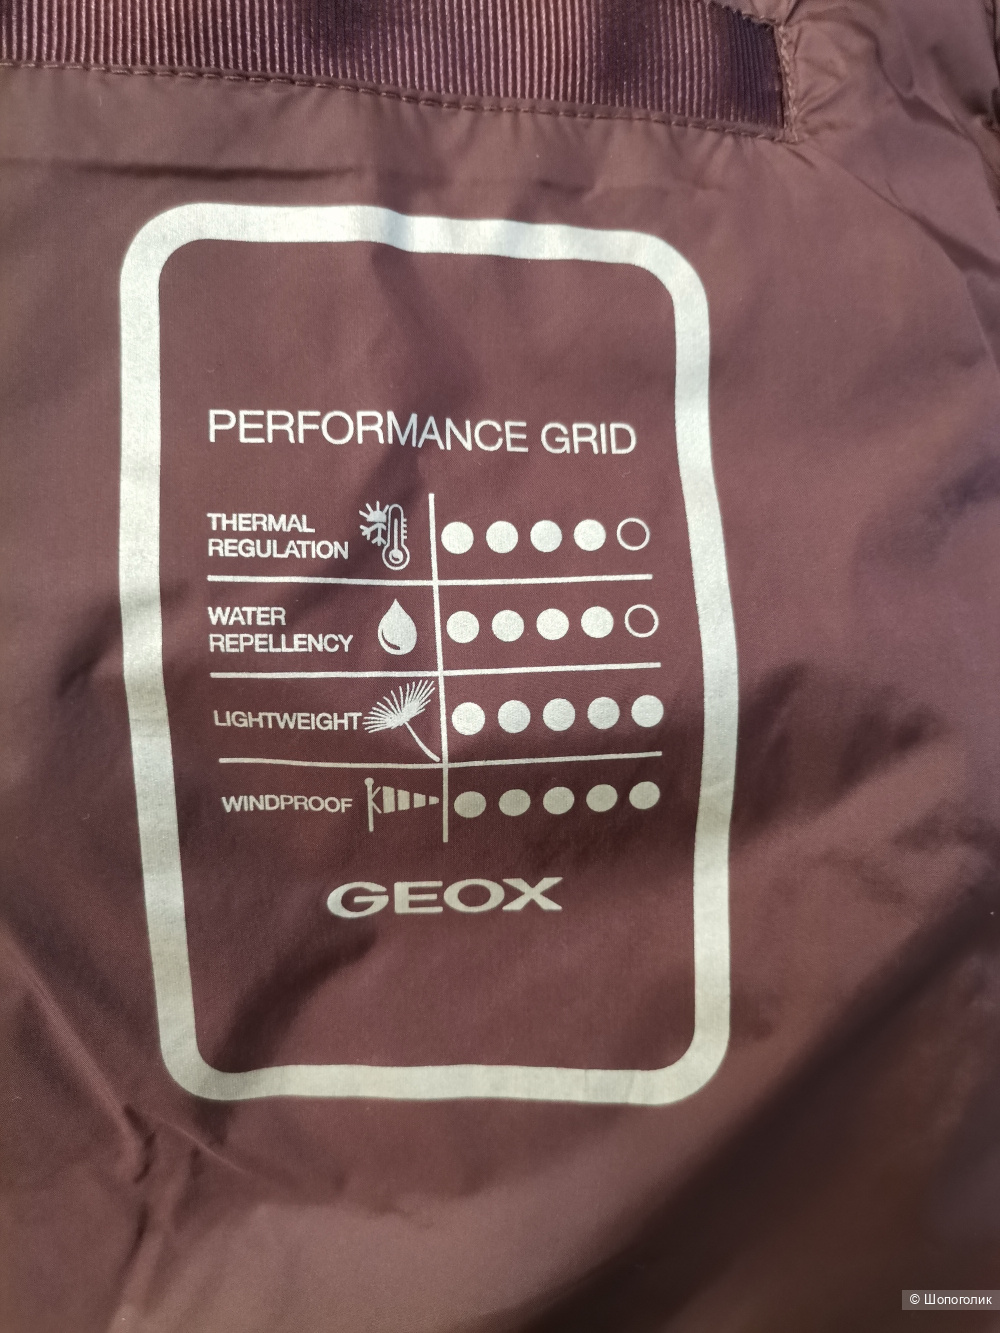 PERFORMANCE GRID
THERMAL
REGULATION
WATER
REPELLENCY
LIGHTWEIGHT
WINDPROOF
GEOX
© Шопоголик